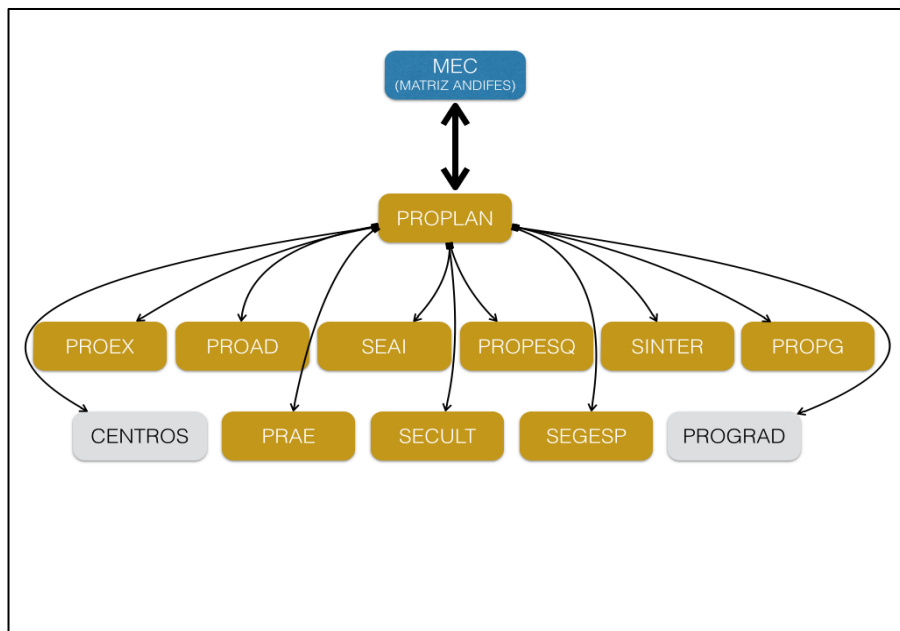 MEC
(MATRIZ ANDIFES)
PROPLAN
PROEX
PROAD
SEAI
PROPESQ
SINTER
PROPG
CENTROS
PRAE
SECULT
SEGESP
PROGRAD